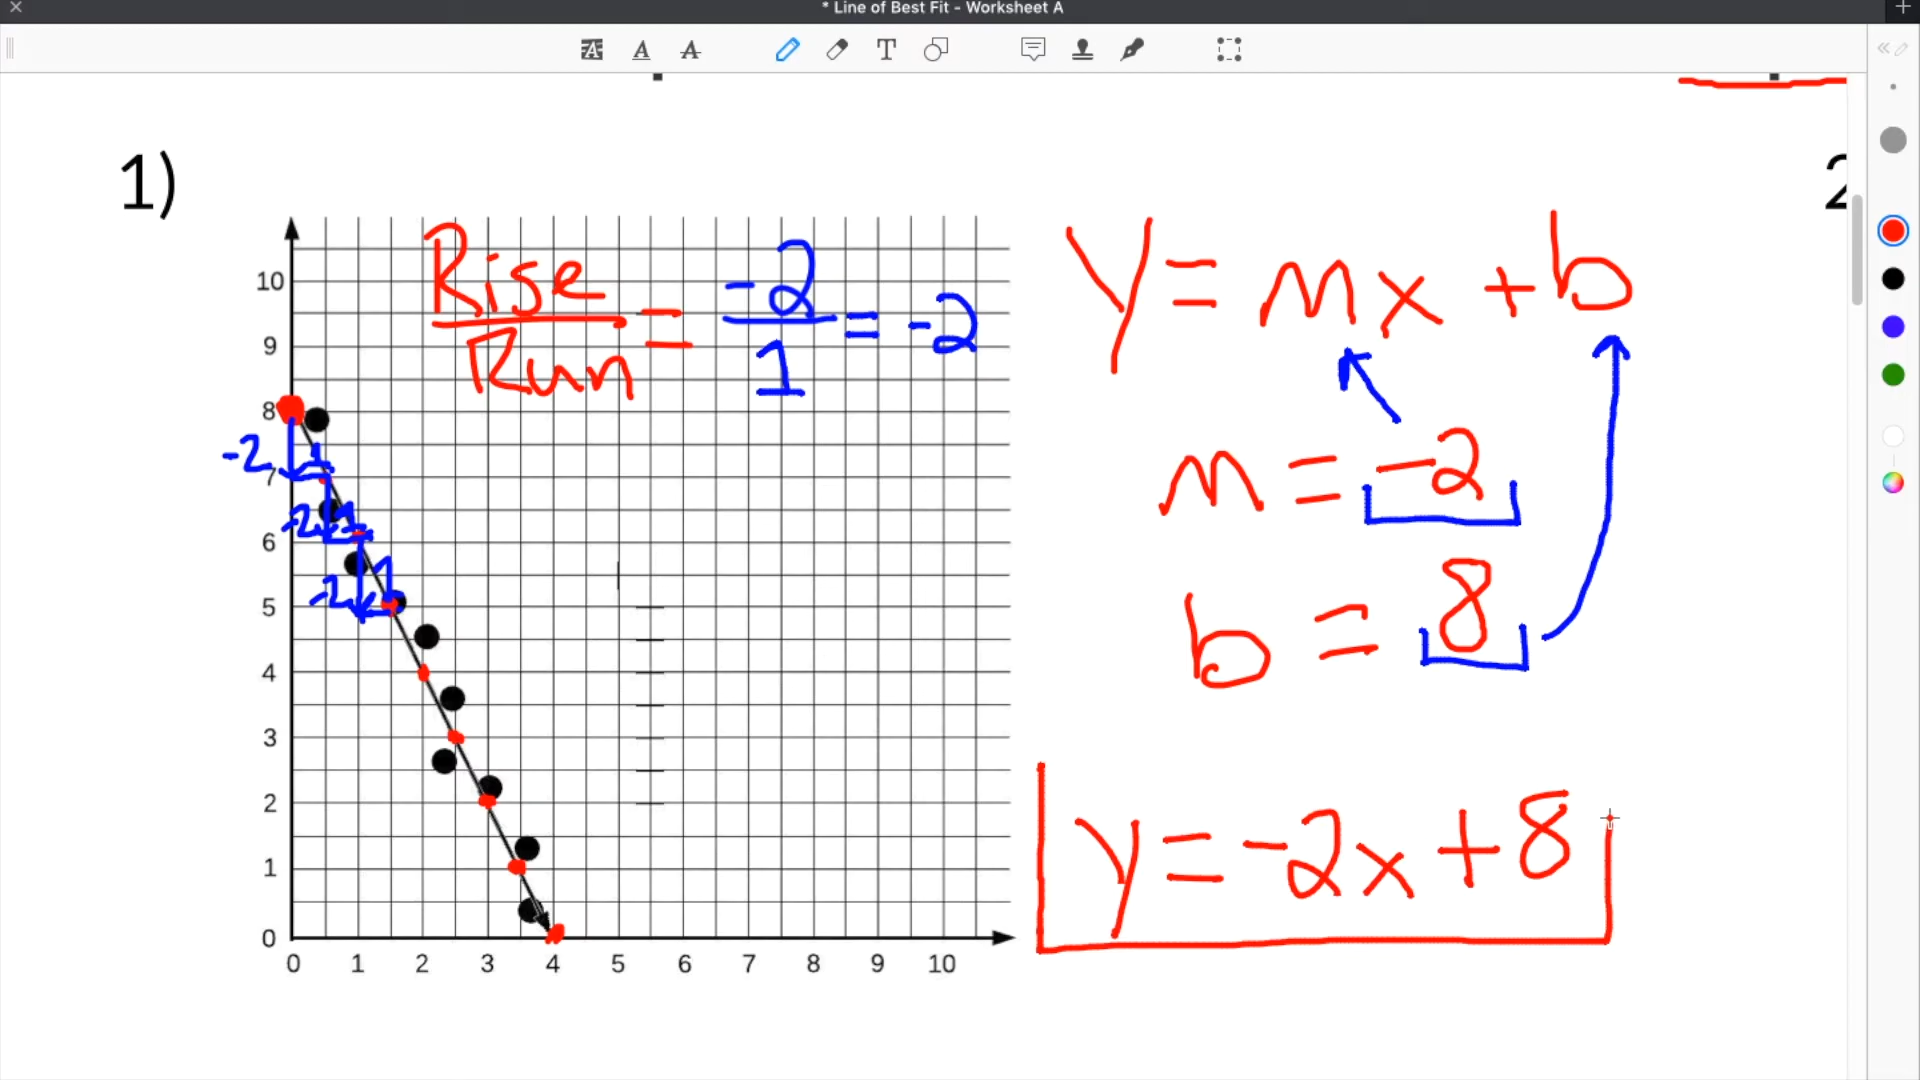 * Line of Best Fit - Worksheet A
1)
2
Rise
Run
= -2/1 = -2
y = mx + b
m = -2
b = 8
y = -2x + 8
10
9
8
7
6
5
4
3
2
1
0
-2 1
-2 1
-2 1
0 1 2 3 4 5 6 7 8 9 10